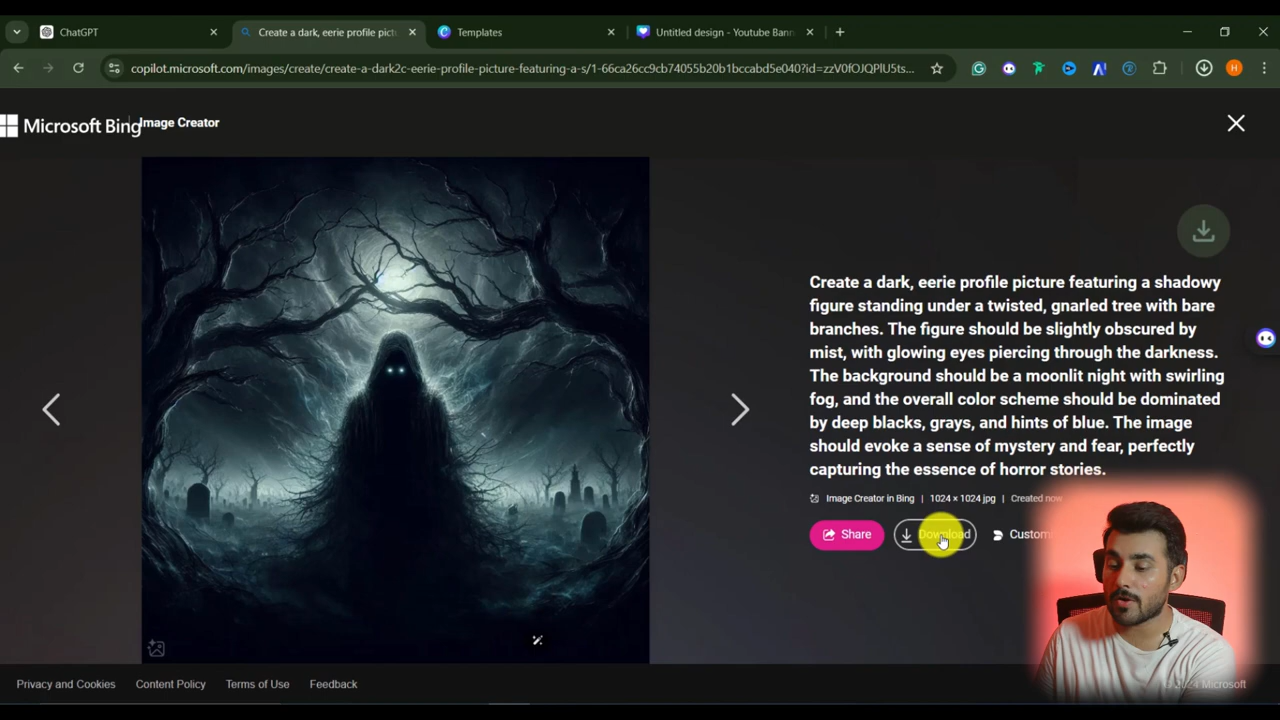 ChatGPT
Create a dark, eerie profile pict
Templates
Untitled design - Youtube Bann
copilot.microsoft.com/images/create/create-a-dark2c-eerie-profile-picture-featuring-a-s/1-66ca26cc9cb74055b20b1bccabd5e040?id=zzV0fOJQPlU5ts...
H
Microsoft Bing
Image Creator
Create a dark, eerie profile picture featuring a shadowy
figure standing under a twisted, gnarled tree with bare
branches. The figure should be slightly obscured by
mist, with glowing eyes piercing through the darkness.
The background should be a moonlit night with swirling
fog, and the overall color scheme should be dominated
by deep blacks, grays, and hints of blue. The image
should evoke a sense of mystery and fear, perfectly
capturing the essence of horror stories.
Image Creator in Bing | 1024 × 1024 jpg | Created now
Share
Download
Customi
Privacy and Cookies
Content Policy
Terms of Use
Feedback
© 2024 Microsoft